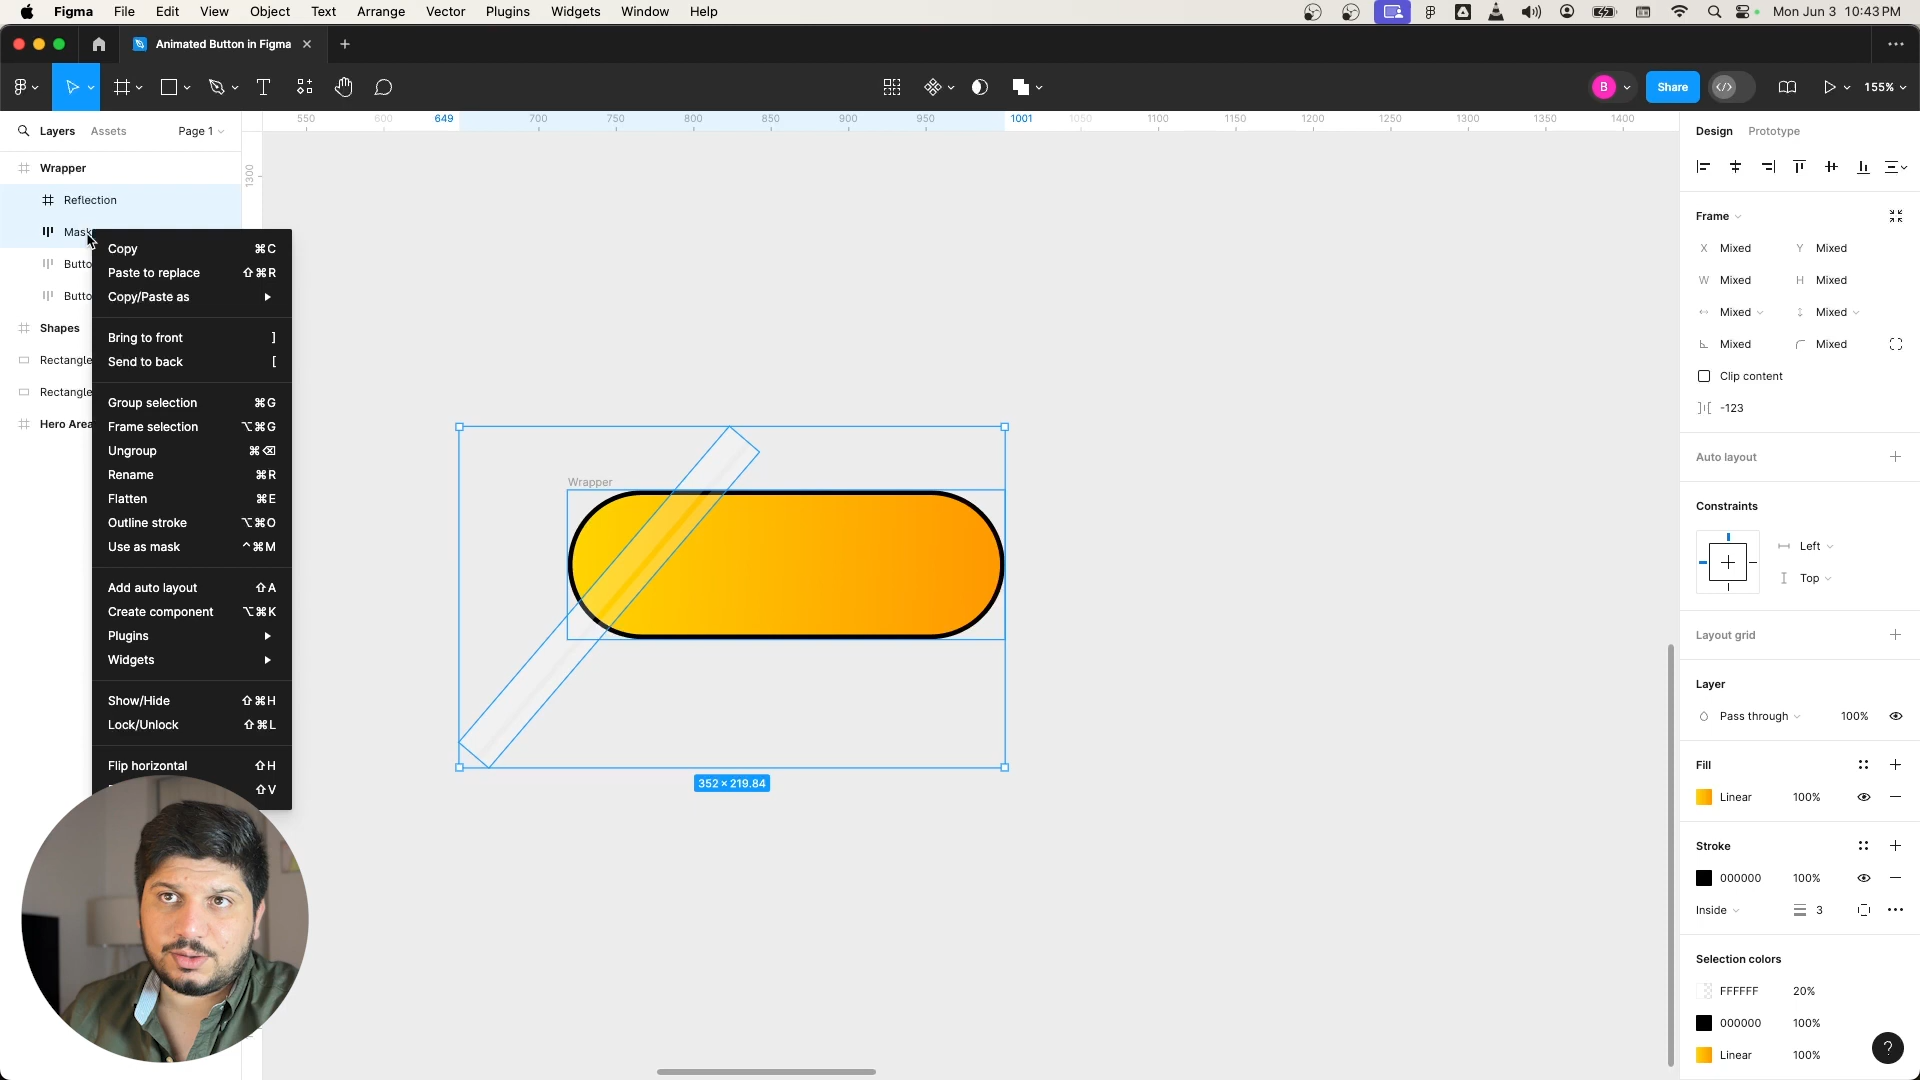 Figma File Edit View Object Text Arrange Vector Plugins Widgets Window Help Mon Jun 3 10:43 PM
Animated Button in Figma
B Share 155%
Layers Assets Page 1
550 600 649 700 750 800 850 900 950 1001 1050 1100 1150 1200 1250 1300 1350 1400
1300
Wrapper
Reflection
Mask
Butto
Butto
Shapes
Rectangle
Rectangle
Hero Area
Copy ⌘C
Paste to replace ⇧⌘R
Copy/Paste as
Bring to front ]
Send to back [
Group selection ⌘G
Frame selection ⌥⌘G
Ungroup ⌘⌫
Rename ⌘R
Flatten ⌘E
Outline stroke ⌥⌘O
Use as mask ^⌘M
Add auto layout ⇧A
Create component ⌥⌘K
Plugins
Widgets
Show/Hide ⇧⌘H
Lock/Unlock ⇧⌘L
Flip horizontal ⇧H
⇧V
Wrapper
352 × 219.84
Design Prototype
Frame
X Mixed Y Mixed
W Mixed H Mixed
Mixed Mixed
Mixed Mixed
Clip content
-123
Auto layout
Constraints
Left
Top
Layout grid
Layer
Pass through 100%
Fill
Linear 100%
Stroke
000000 100%
Inside 3
Selection colors
FFFFFF 20%
000000 100%
Linear 100%
?